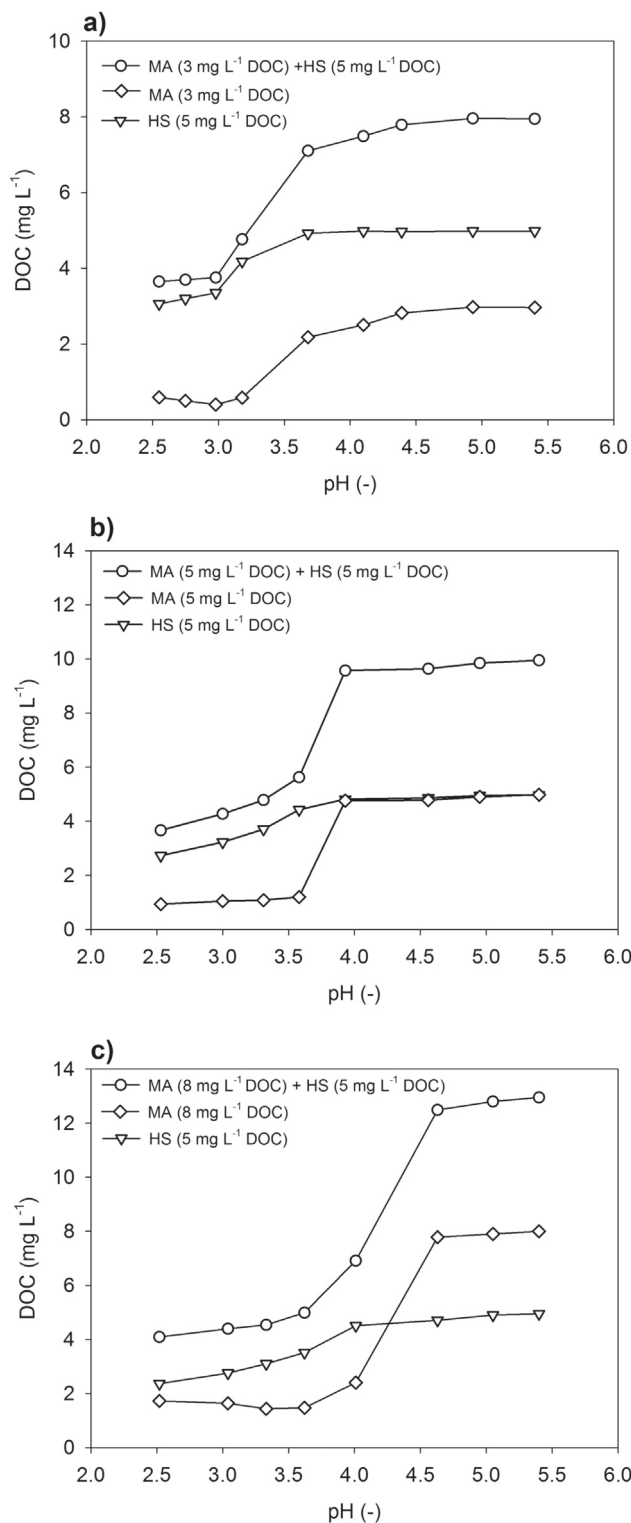 a)
10
MA (3 mg L⁻¹ DOC) +HS (5 mg L⁻¹ DOC)
MA (3 mg L⁻¹ DOC)
HS (5 mg L⁻¹ DOC)
8
6
4
2
0
DOC (mg L⁻¹)
2.0 2.5 3.0 3.5 4.0 4.5 5.0 5.5 6.0
pH (-)
b)
14
MA (5 mg L⁻¹ DOC) + HS (5 mg L⁻¹ DOC)
MA (5 mg L⁻¹ DOC)
HS (5 mg L⁻¹ DOC)
12
10
8
6
4
2
0
DOC (mg L⁻¹)
2.0 2.5 3.0 3.5 4.0 4.5 5.0 5.5 6.0
pH (-)
c)
14
MA (8 mg L⁻¹ DOC) + HS (5 mg L⁻¹ DOC)
MA (8 mg L⁻¹ DOC)
HS (5 mg L⁻¹ DOC)
12
10
8
6
4
2
0
DOC (mg L⁻¹)
2.0 2.5 3.0 3.5 4.0 4.5 5.0 5.5 6.0
pH (-)